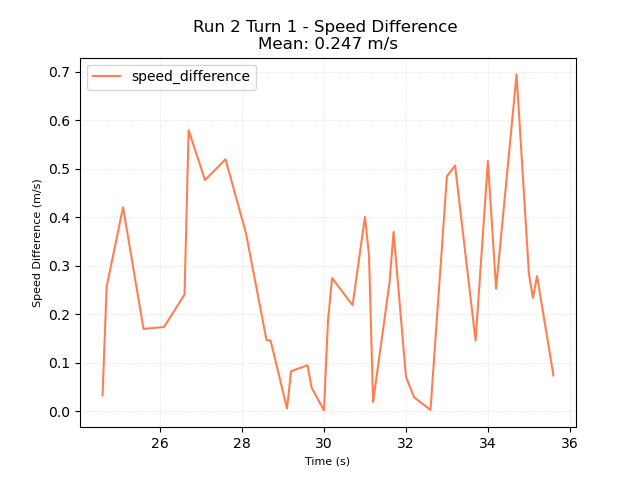 Run 2 Turn 1 - Speed Difference
Mean: 0.247 m/s
speed_difference
0.7
0.6
0.5
0.4
0.3
0.2
0.1
0.0
Speed Difference (m/s)
26 28 30 32 34 36
Time (s)